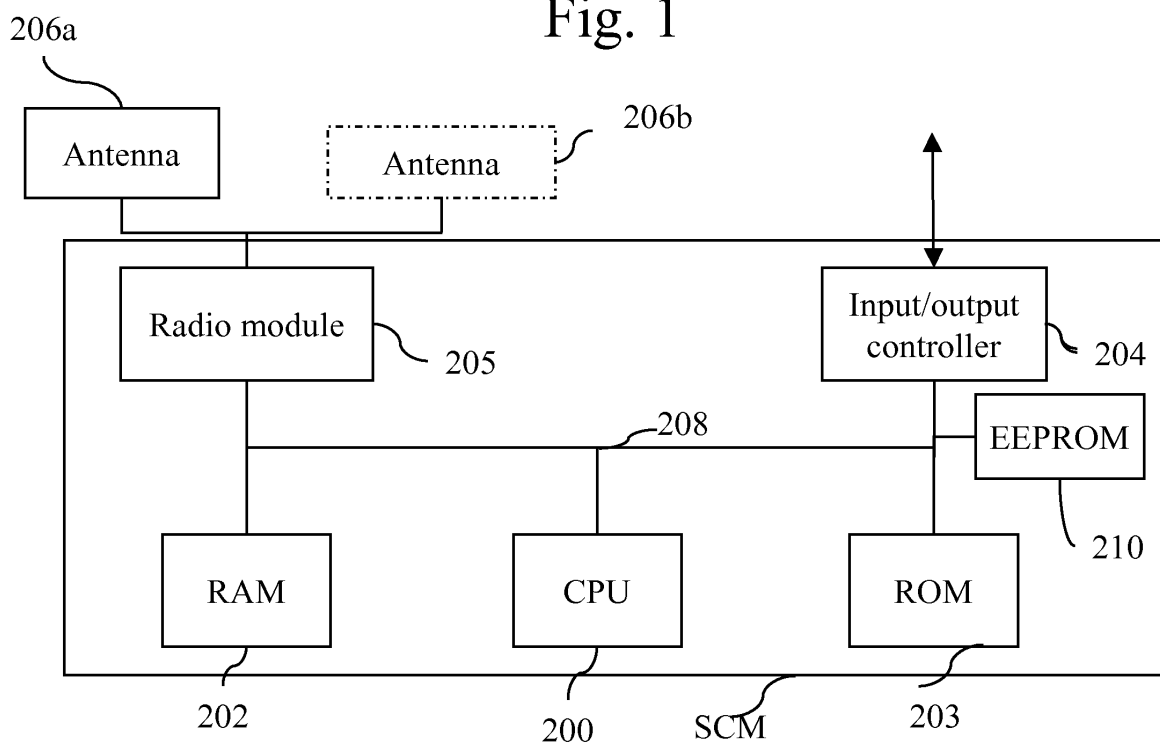 Fig. 1
206a
Antenna
Antenna
206b
Radio module
205
Input/output
controller
204
208
EEPROM
210
RAM
CPU
ROM
202
200
SCM
203